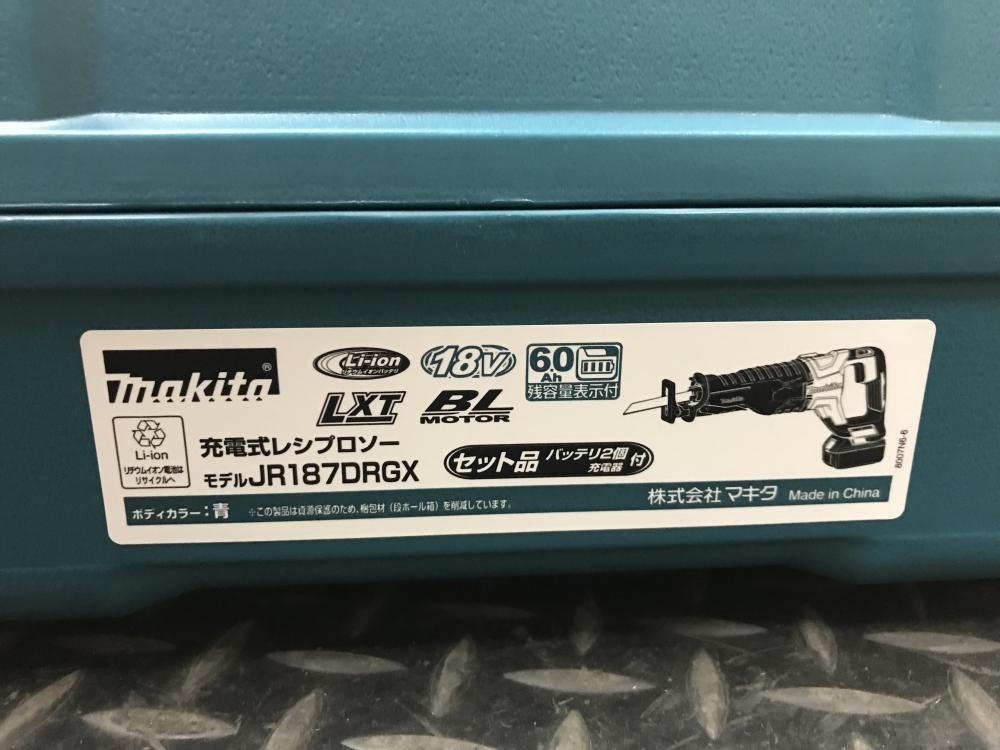 makita®
Li-ion
リチウムイオンバッテリ
18V
6.0
Ah
残容量表示付
LXT
BL
MOTOR
Li-ion
リチウムイオン電池は
リサイクルへ
充電式レシプロソー
モデルJR187DRGX
セット品 バッテリ2個
充電器 付
makita
8007N6-6
株式会社 マキタ Made in China
ボディカラー:青 ☆この製品は資源保護のため、梱包材(段ボール箱)を削減しています。